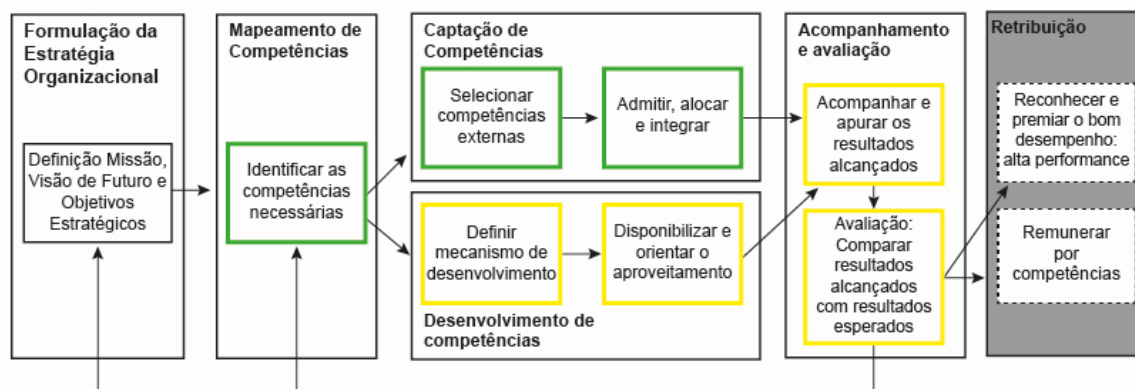 Formulação da
Estratégia
Organizacional
Definição Missão,
Visão de Futuro e
Objetivos
Estratégicos
Mapeamento de
Competências
Identificar as
competências
necessárias
Captação de
Competências
Selecionar
competências
externas
Admitir, alocar
e integrar
Definir
mecanismo de
desenvolvimento
Disponibilizar e
orientar o
aproveitamento
Desenvolvimento de
competências
Acompanhamento
e avaliação
Acompanhar e
apurar os
resultados
alcançados
Avaliação:
Comparar
resultados
alcançados
com resultados
esperados
Retribuição
Reconhecer e
premiar o bom
desempenho:
alta performance
Remunerar
por
competências